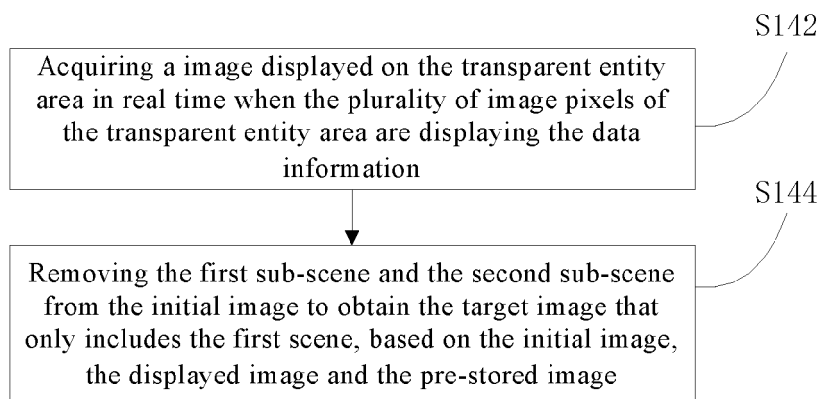 S142
Acquiring a image displayed on the transparent entity
area in real time when the plurality of image pixels of
the transparent entity area are displaying the data
information
S144
Removing the first sub-scene and the second sub-scene
from the initial image to obtain the target image that
only includes the first scene, based on the initial image,
the displayed image and the pre-stored image